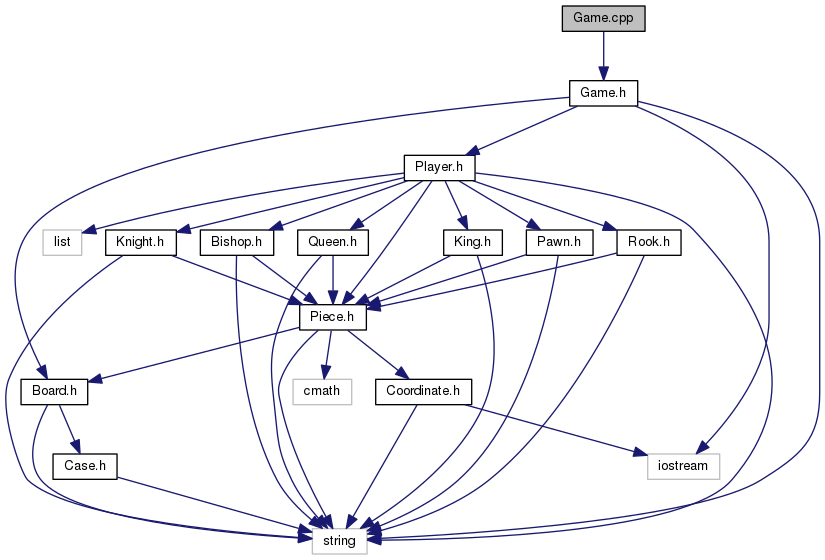 Game.cpp
Game.h
Player.h
list
Knight.h
Bishop.h
Queen.h
King.h
Pawn.h
Rook.h
Piece.h
Board.h
cmath
Coordinate.h
Case.h
iostream
string